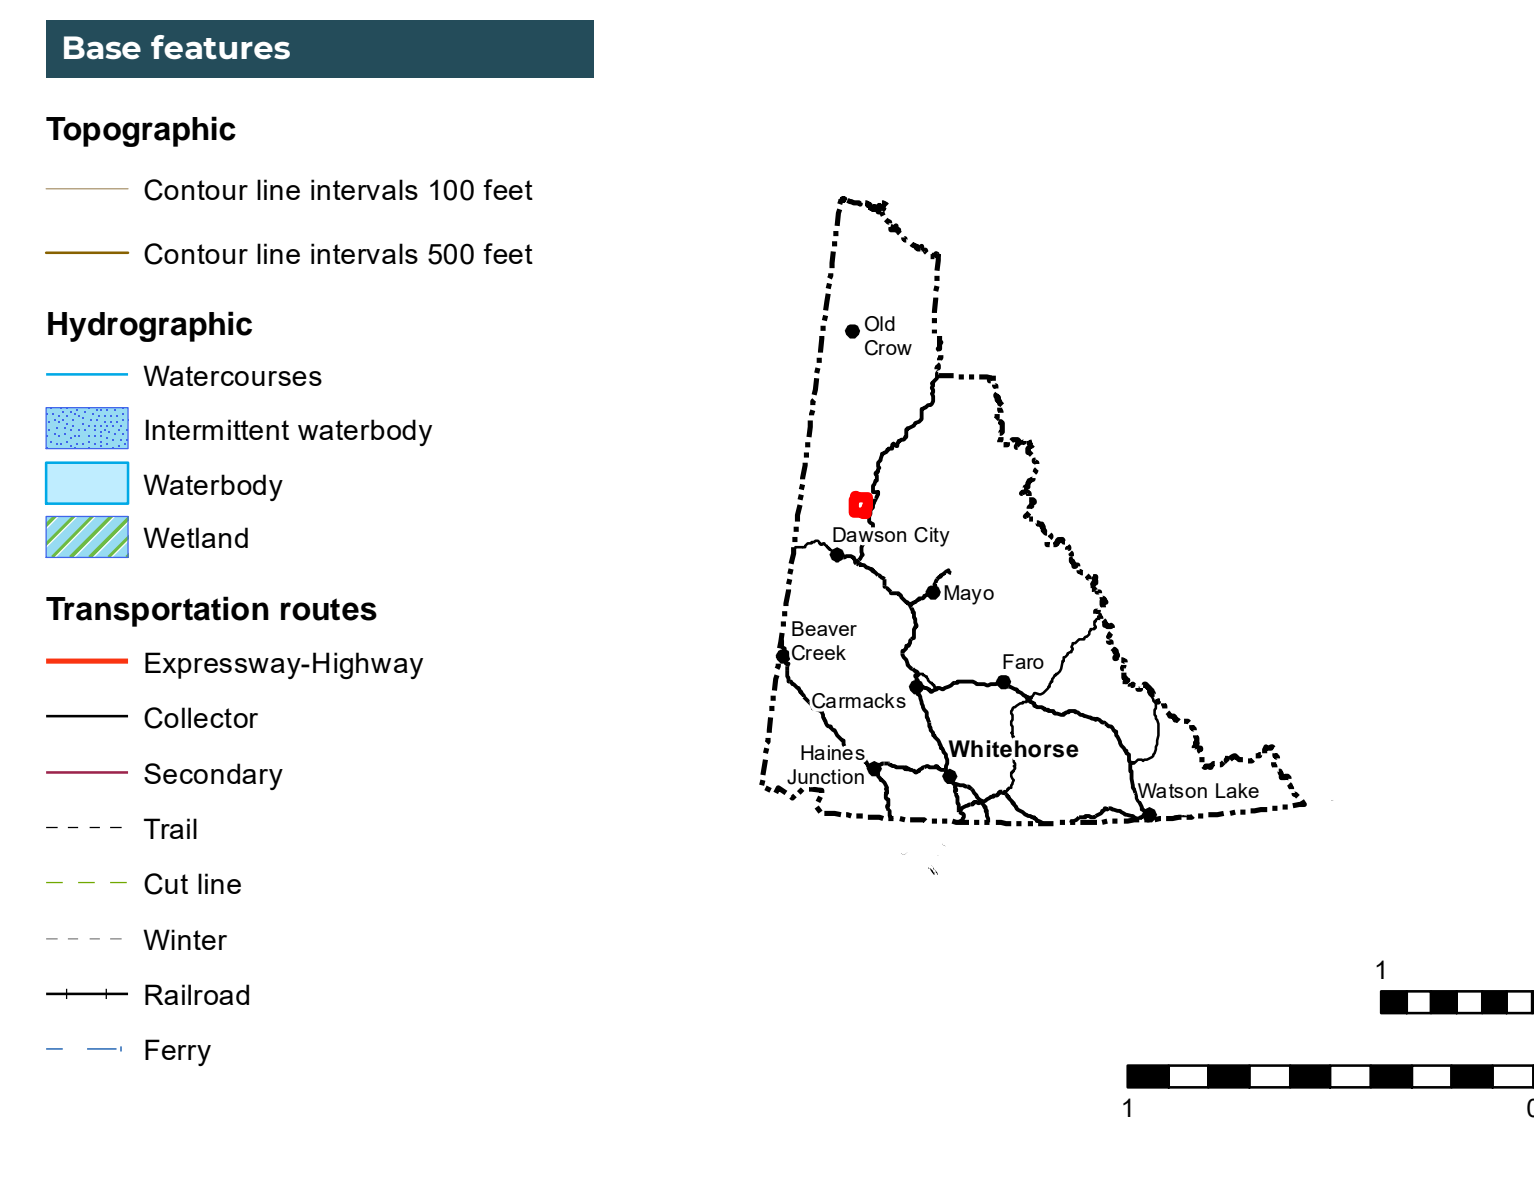 Base features
Topographic
Contour line intervals 100 feet
Contour line intervals 500 feet
Hydrographic
Watercourses
Intermittent waterbody
Waterbody
Wetland
Transportation routes
Expressway-Highway
Collector
Secondary
Trail
Cut line
Winter
Railroad
Ferry
Old
Crow
Dawson City
Mayo
Beaver
Creek
Faro
Carmacks
Haines
Junction
Whitehorse
Watson Lake
1
1
0